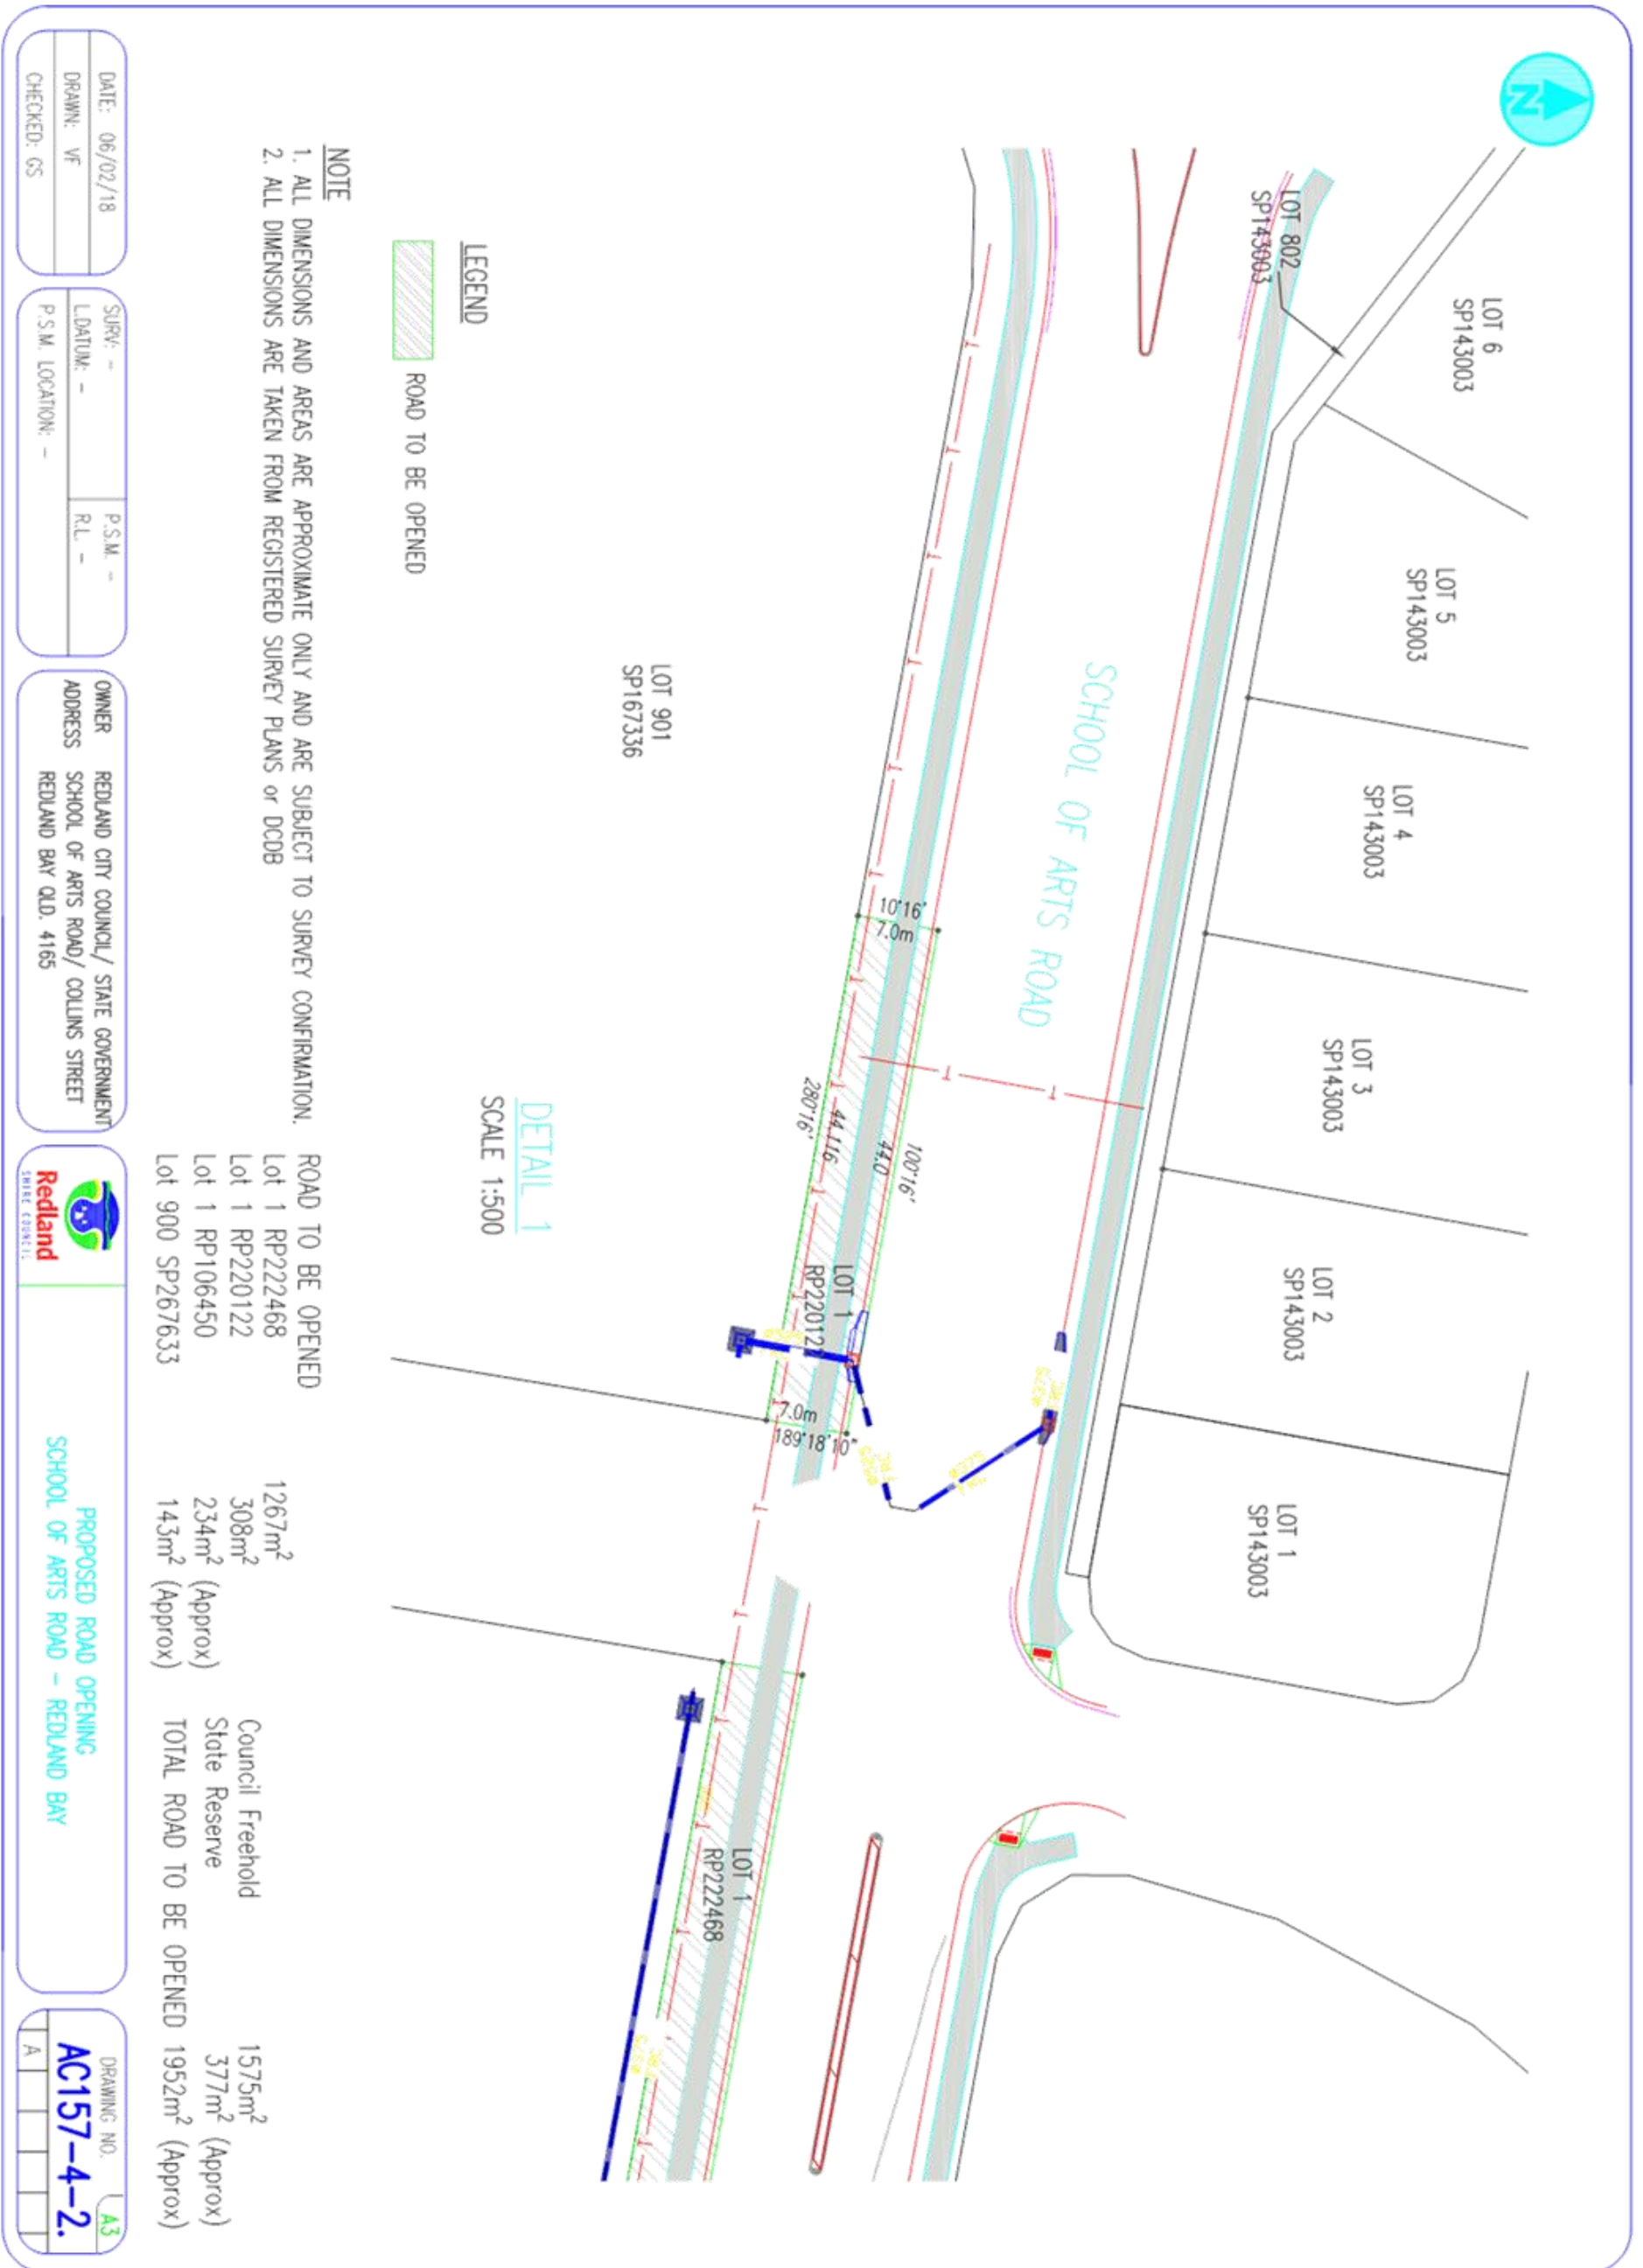 N
LOT 802
SP143003
LOT 6
SP143003
LOT 5
SP143003
LOT 4
SP143003
LOT 3
SP143003
LOT 2
SP143003
LOT 1
SP143003
SCHOOL OF ARTS ROAD
10°16'
7.0m
100°16'
44.0
44.116
280°16'
LOT 1
RP22012
7.0m
189°18'10"
LOT 1
RP222468
LOT 901
SP167336
DETAIL 1
SCALE 1:500
LEGEND
ROAD TO BE OPENED
NOTE
1. ALL DIMENSIONS AND AREAS ARE APPROXIMATE ONLY AND ARE SUBJECT TO SURVEY CONFIRMATION.
2. ALL DIMENSIONS ARE TAKEN FROM REGISTERED SURVEY PLANS or DCDB
ROAD TO BE OPENED
Lot 1 RP222468 1267m²
Lot 1 RP220122 308m²
Lot 1 RP106450 234m² (Approx)
Lot 900 SP267633 143m² (Approx)
Council Freehold 1575m²
State Reserve 377m² (Approx)
TOTAL ROAD TO BE OPENED 1952m² (Approx)
DATE: 06/02/18
DRAWN: VF
CHECKED: GS
SURV: - P.S.M. -
L.DATUM: - R.L. -
P.S.M. LOCATION: -
OWNER REDLAND CITY COUNCIL/ STATE GOVERNMENT
ADDRESS SCHOOL OF ARTS ROAD/ COLLINS STREET
REDLAND BAY QLD. 4165
Redland
SHIRE COUNCIL
PROPOSED ROAD OPENING
SCHOOL OF ARTS ROAD - REDLAND BAY
DRAWING NO. A3
AC157-4-2.
A